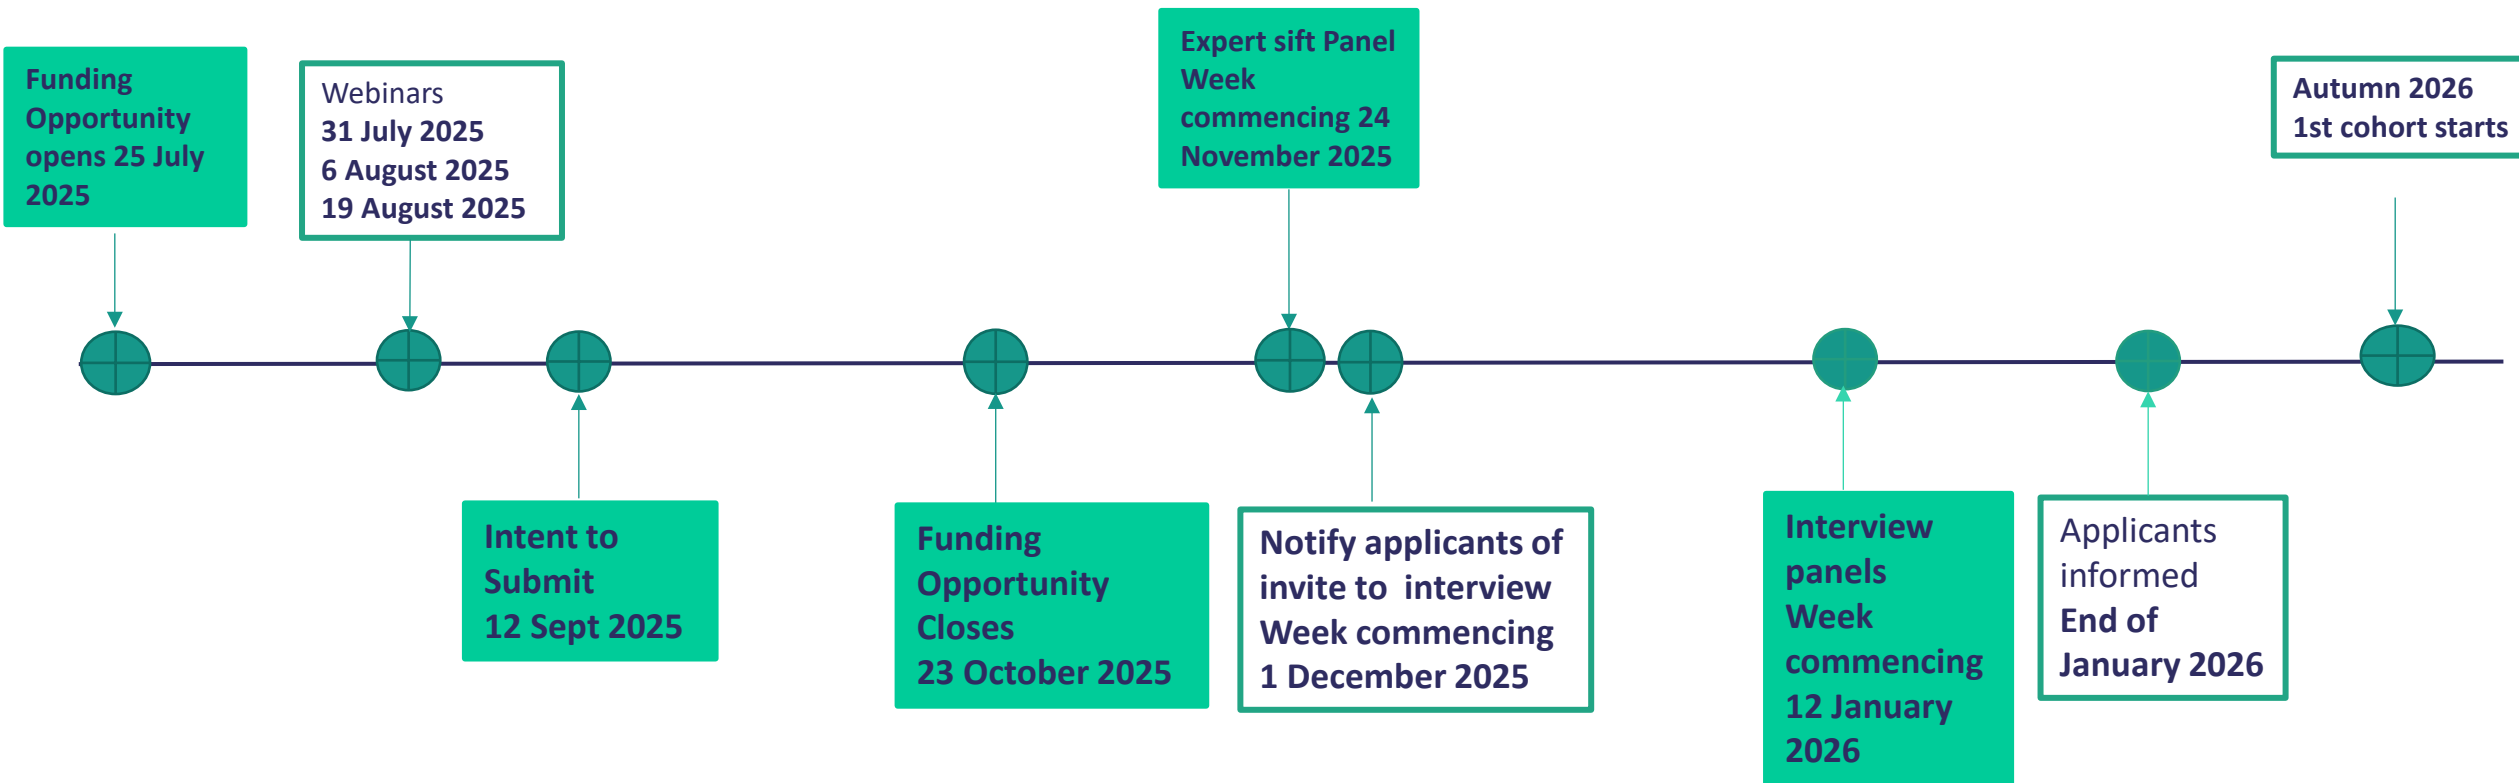 Funding
Opportunity
opens 25 July
2025
Webinars
31 July 2025
6 August 2025
19 August 2025
Intent to
Submit
12 Sept 2025
Funding
Opportunity
Closes
23 October 2025
Expert sift Panel
Week
commencing 24
November 2025
Notify applicants of
invite to  interview
Week commencing
1 December 2025
Interview
panels
Week
commencing
12 January
2026
Applicants
informed
End of
January 2026
Autumn 2026
1st cohort starts